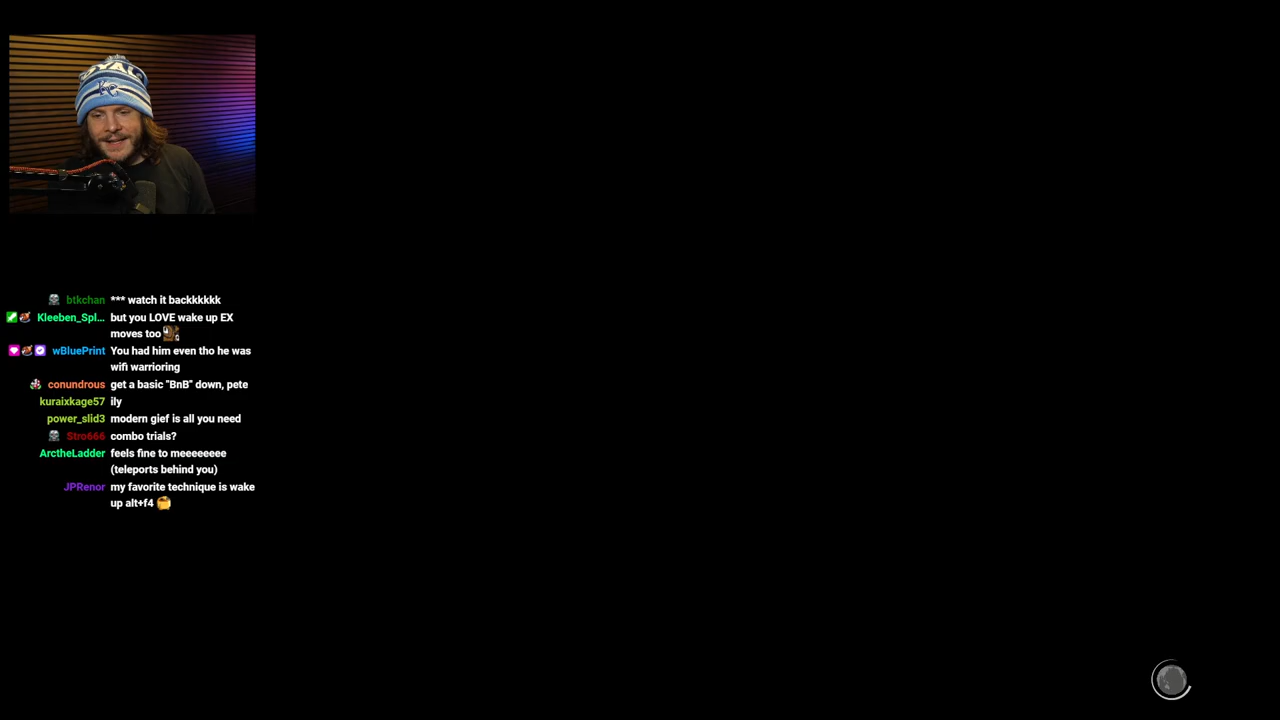 OYAL
KC
btkchan *** watch it backkkkkk
Kleeben_Spl... but you LOVE wake up EX
moves too
wBluePrint You had him even tho he was
wifi warrioring
conundrous get a basic "BnB" down, pete
kuraixkage57 ily
power_slid3 modern gief is all you need
Stro666 combo trials?
ArctheLadder feels fine to meeeeeeee
(teleports behind you)
JPRenor my favorite technique is wake
up alt+f4